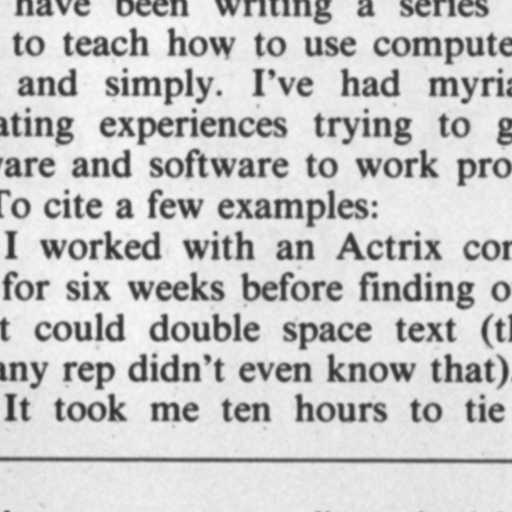 have been writing a series
to teach how to use compute
and simply. I've had myria
ating experiences trying to g
ware and software to work pro
To cite a few examples:
I worked with an Actrix con
for six weeks before finding o
t could double space text (th
any rep didn't even know that).
It took me ten hours to tie